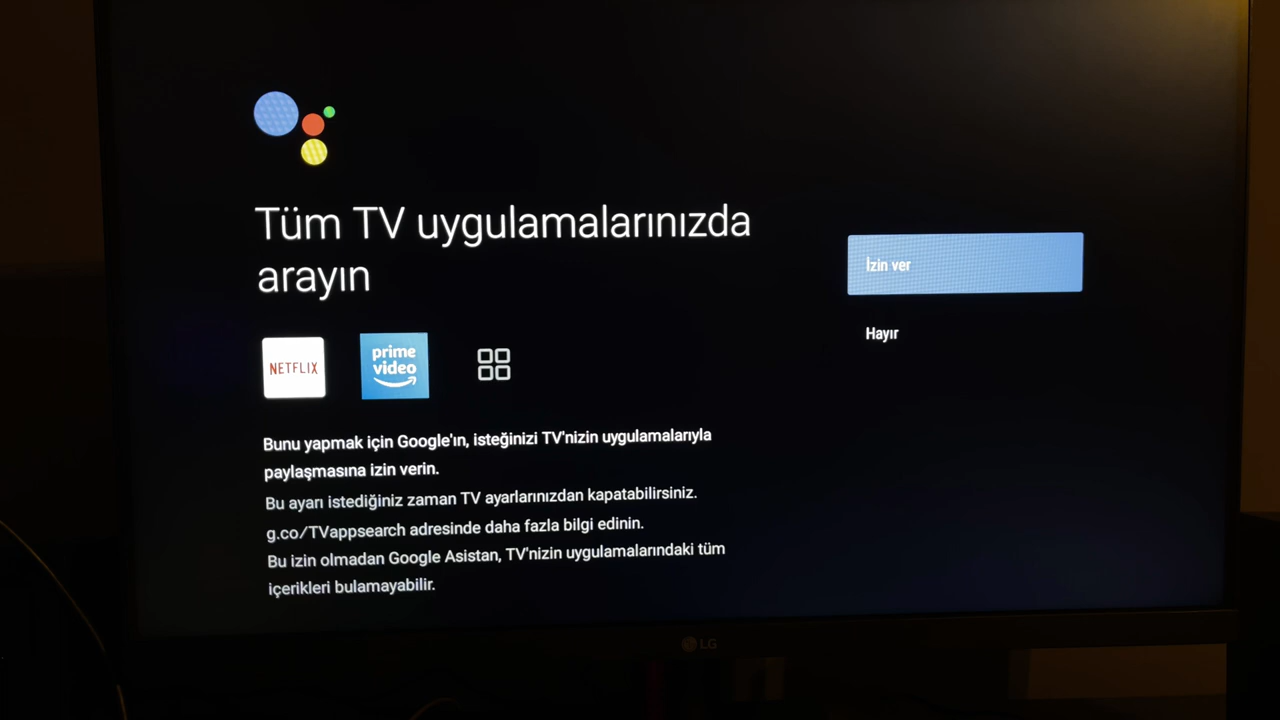 Tüm TV uygulamalarınızda
arayın
İzin ver
Hayır
NETFLIX
prime
video
Bunu yapmak için Google'ın, isteğinizi TV'nizin uygulamalarıyla
paylaşmasına izin verin.
Bu ayarı istediğiniz zaman TV ayarlarınızdan kapatabilirsiniz.
g.co/TVappsearch adresinde daha fazla bilgi edinin.
Bu izin olmadan Google Asistan, TV'nizin uygulamalarındaki tüm
içerikleri bulamayabilir.
LG